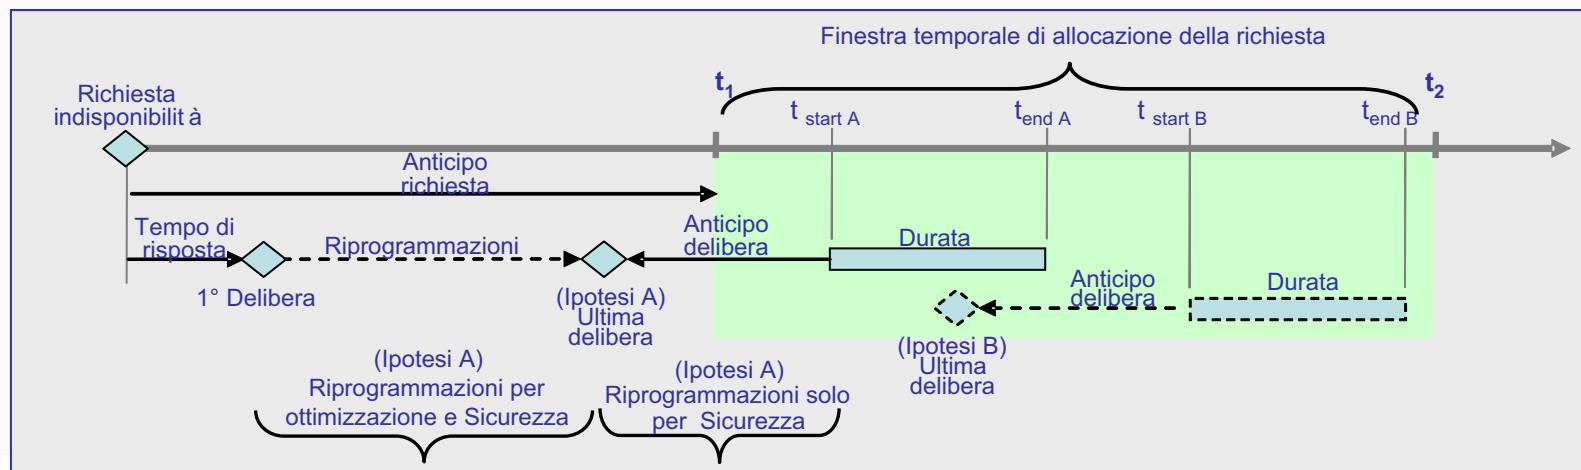 Finestra temporale di allocazione della richiesta
t1
t2
Richiesta
indisponibilit à
t start A
tend A
t start B
tend B
Anticipo
richiesta
Tempo di
risposta
Riprogrammazioni
Anticipo
delibera
Durata
1° Delibera
(Ipotesi A)
Ultima
delibera
Anticipo
delibera
Durata
(Ipotesi B)
Ultima
delibera
(Ipotesi A)
Riprogrammazioni per
ottimizzazione e Sicurezza
(Ipotesi A)
Riprogrammazioni solo
per Sicurezza